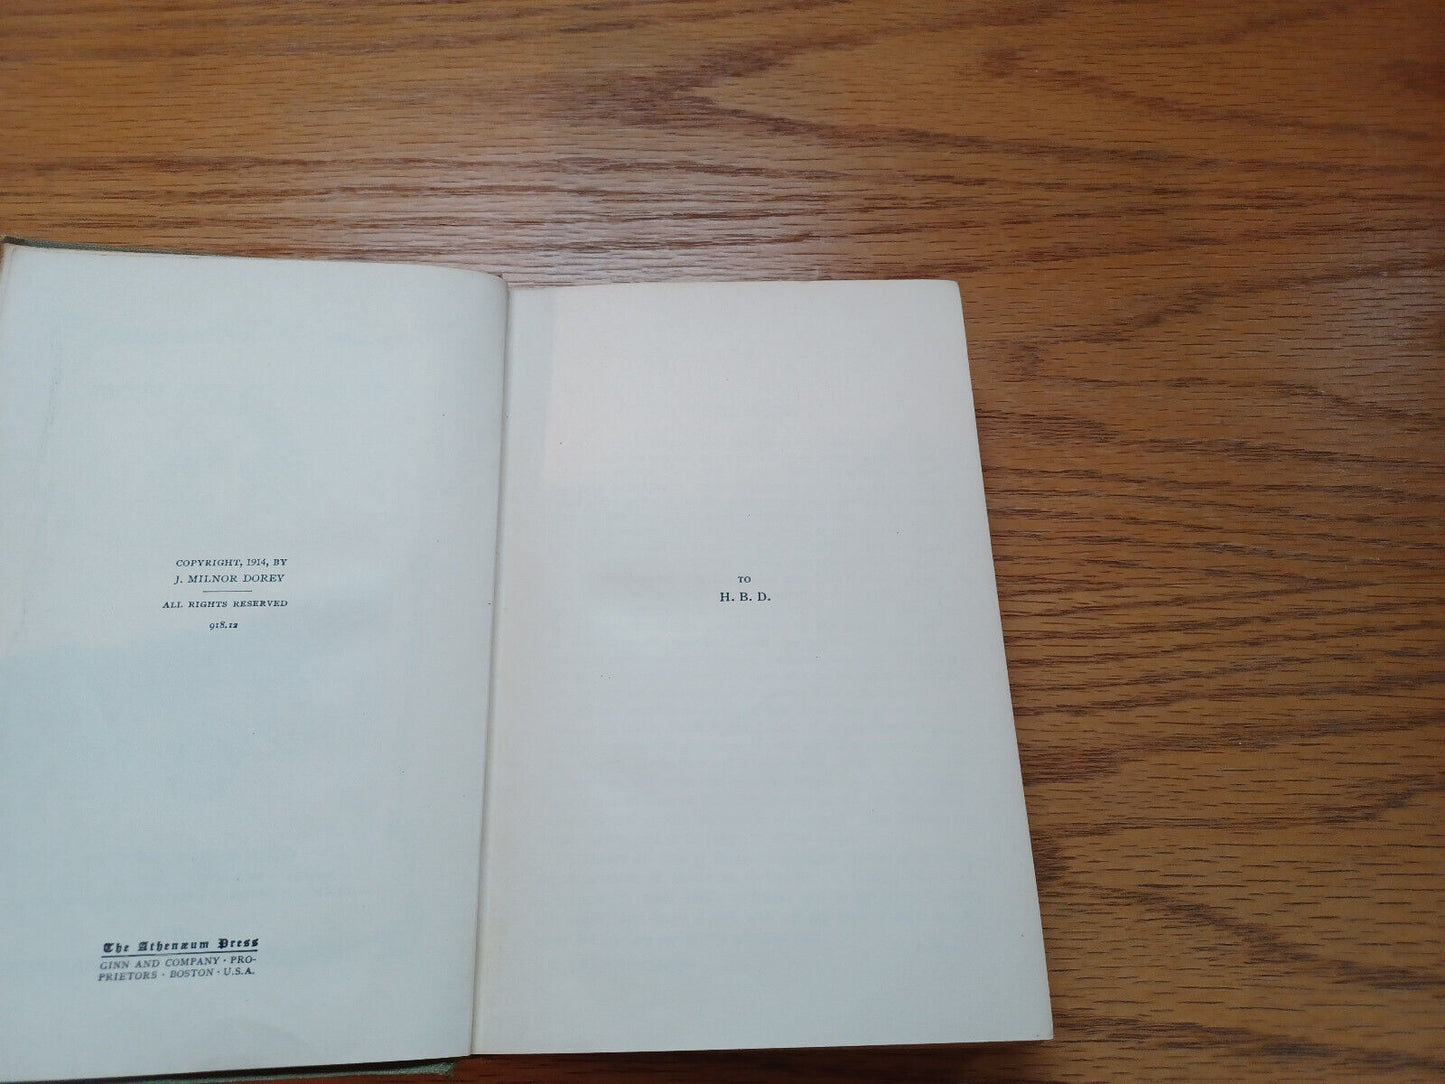 COPYRIGHT, 1914, BY
J. MILNOR DOREY
ALL RIGHTS RESERVED
918.12
The Athenæum Press
GINN AND COMPANY · PRO-
PRIETORS · BOSTON · U.S.A.
TO
H. B. D.